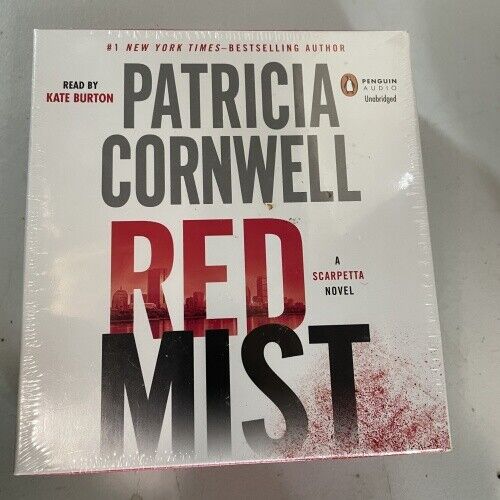 #1 NEW YORK TIMES–BESTSELLING AUTHOR
READ BY
KATE BURTON
PATRICIA
CORNWELL
PENGUIN
AUDIO
Unabridged
RED
A
SCARPETTA
NOVEL
MIST